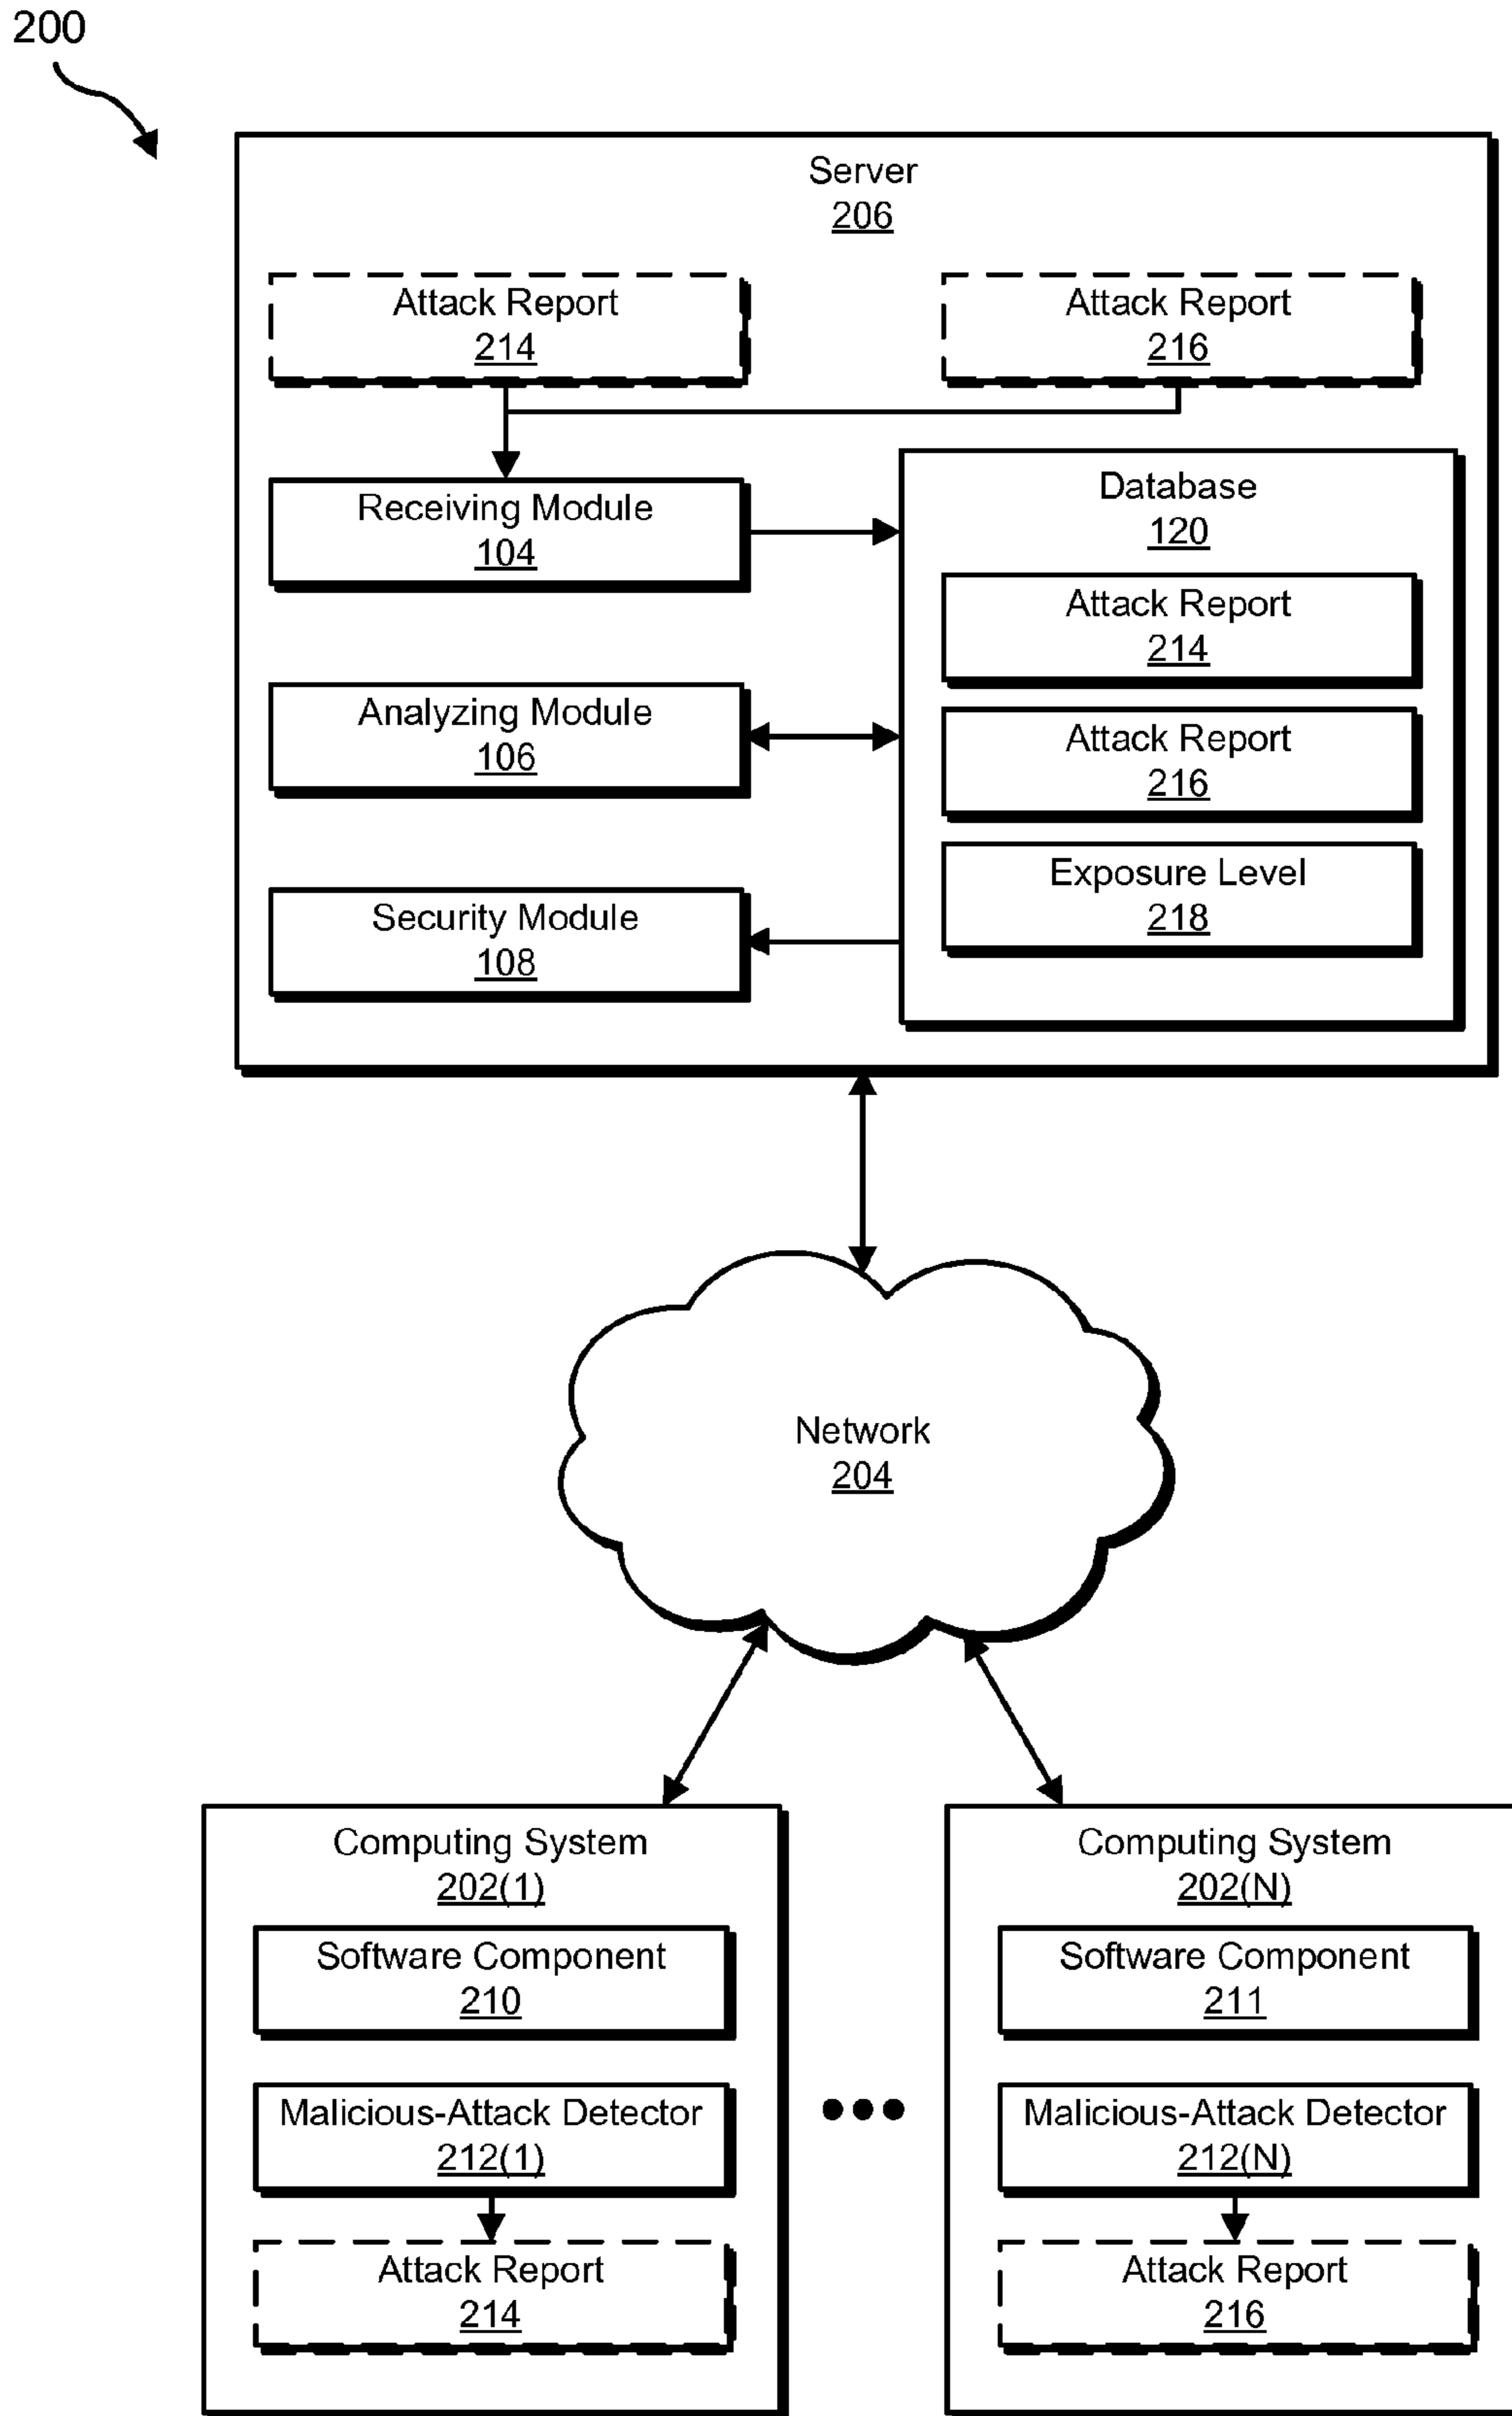 200
Server
206
Attack Report
214
Attack Report
216
Receiving Module
104
Database
120
Attack Report
214
Analyzing Module
106
Attack Report
216
Security Module
108
Exposure Level
218
Network
204
Computing System
202(1)
Software Component
210
Malicious-Attack Detector
212(1)
Attack Report
214
Computing System
202(N)
Software Component
211
Malicious-Attack Detector
212(N)
Attack Report
216